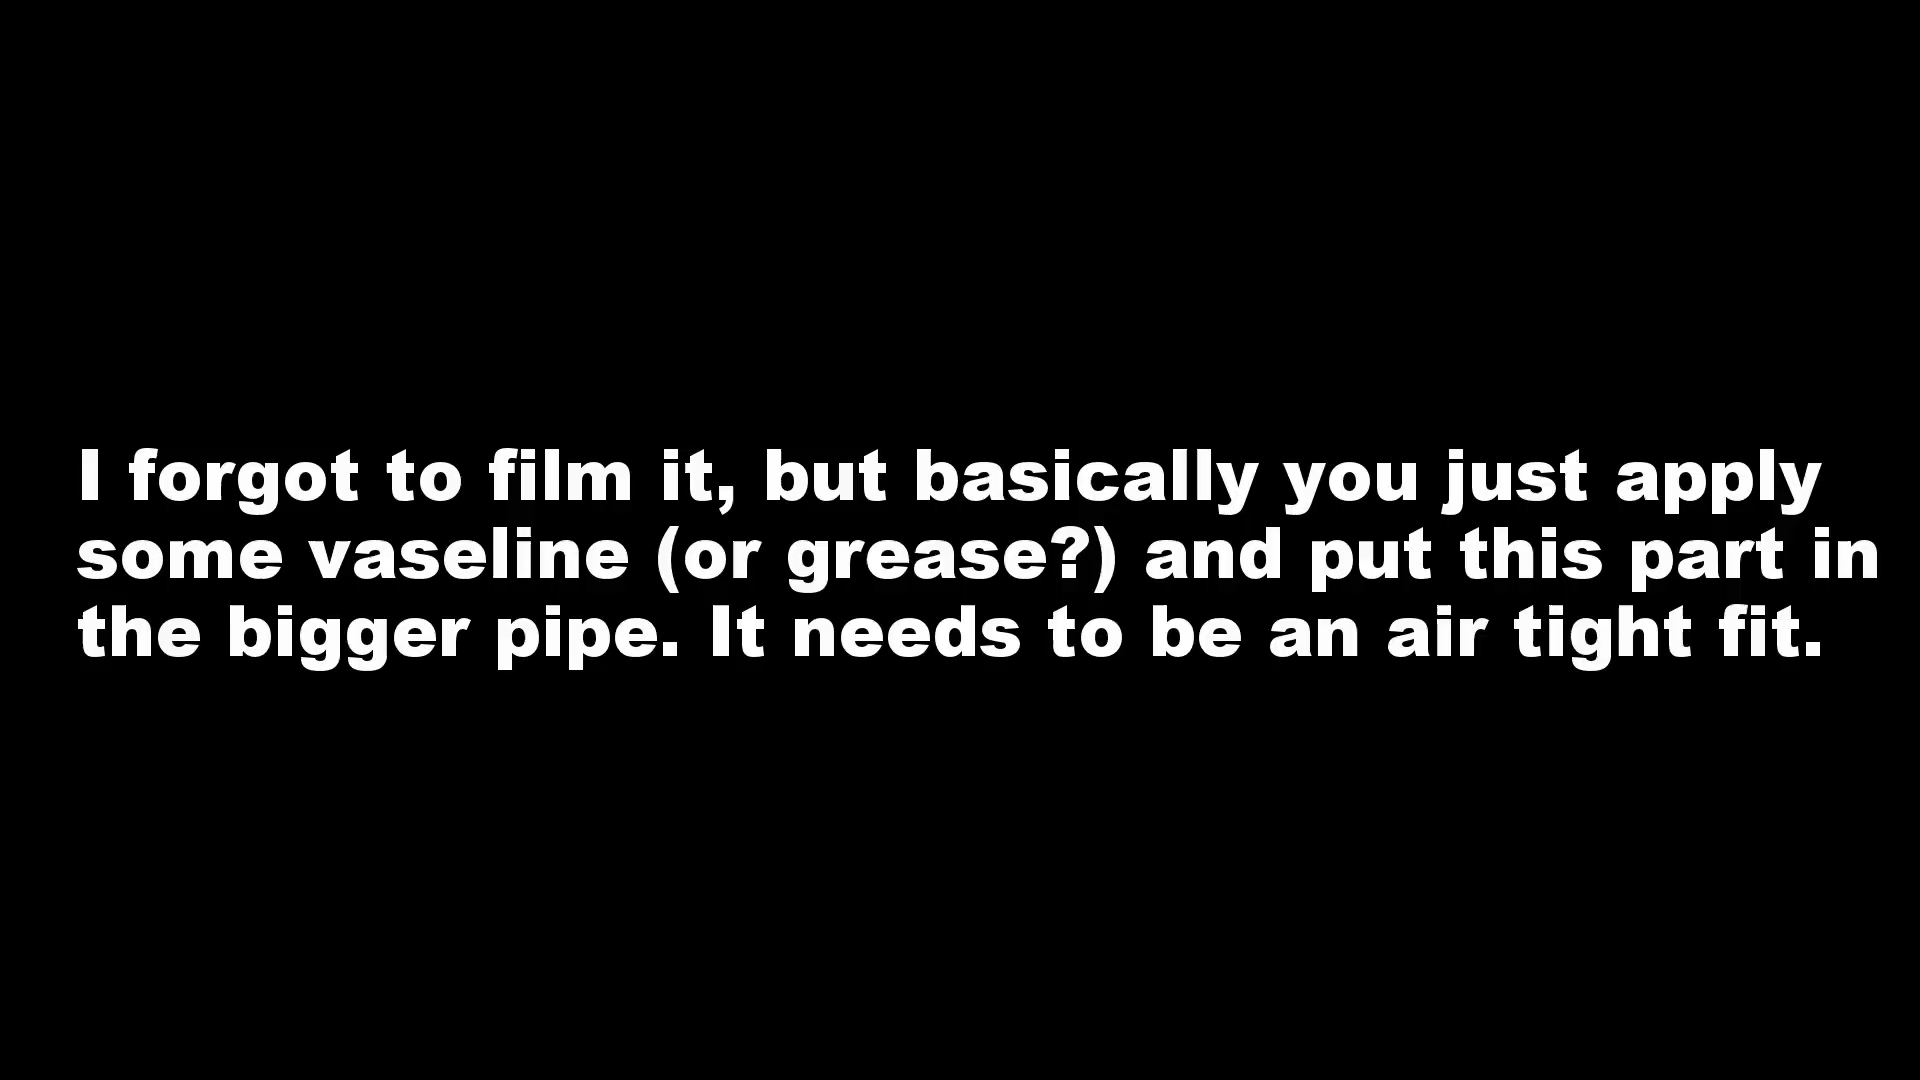 I forgot to film it, but basically you just apply
some vaseline (or grease?) and put this part in
the bigger pipe. It needs to be an air tight fit.